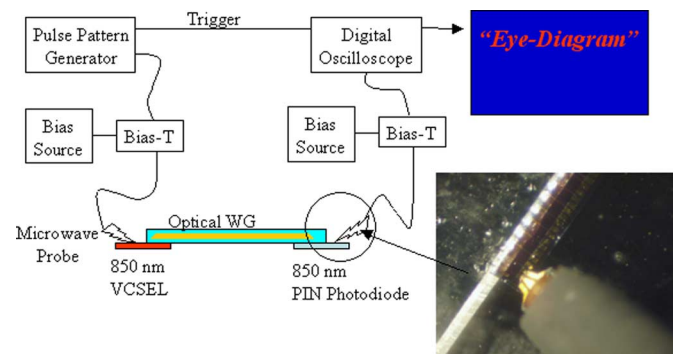 Trigger
Pulse Pattern
Generator
Digital
Oscilloscope
“Eye-Diagram”
Bias
Source
Bias-T
Bias
Source
Bias-T
Optical WG
Microwave
Probe
850 nm
VCSEL
850 nm
PIN Photodiode